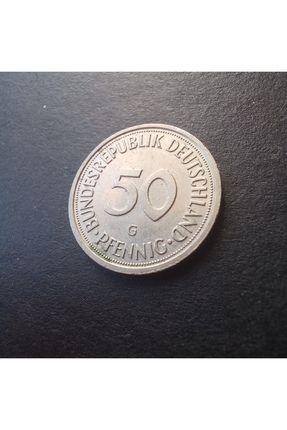 BUNDESREPUBLIK DEUTSCHLAND
50
G
· PFENNIG ·